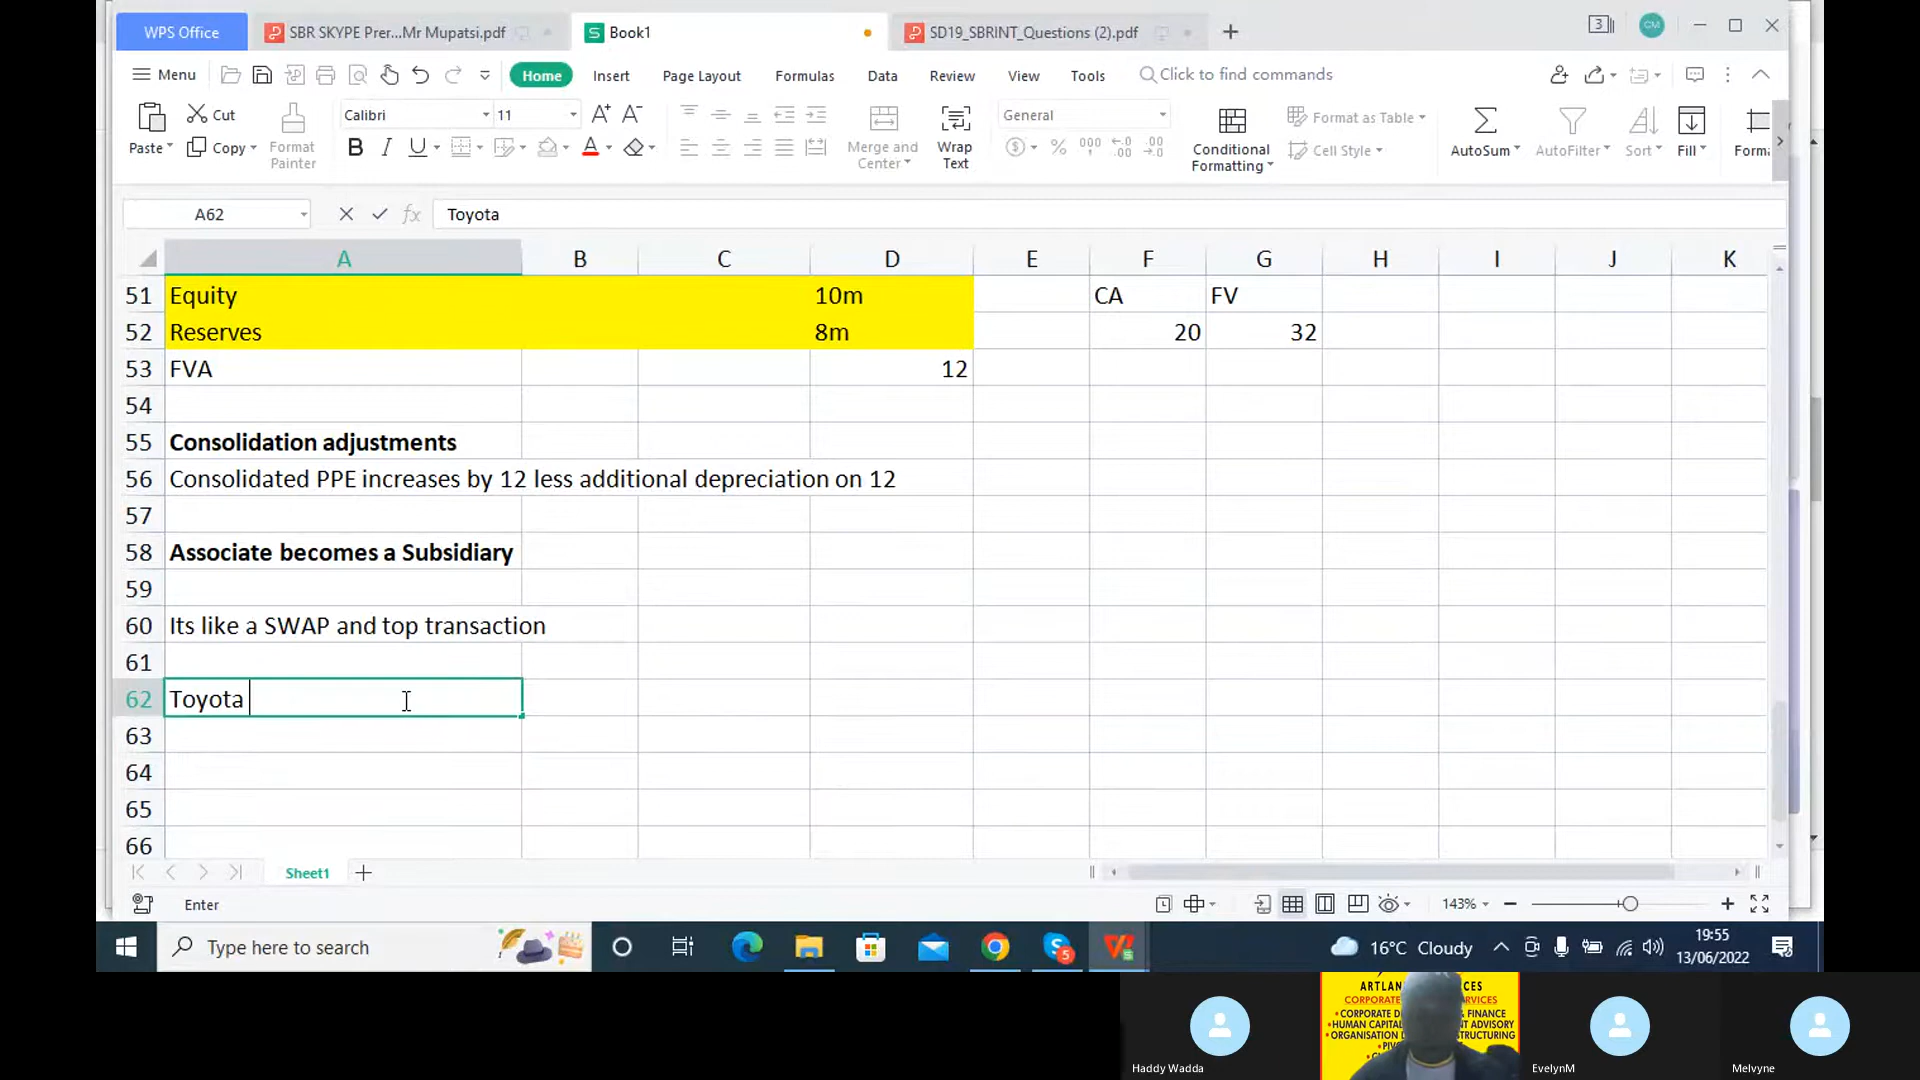 WPS Office
SBR SKYPE Prer...Mr Mupatsi.pdf
Book1
SD19_SBRINT_Questions (2).pdf
3
CM
Menu
Home
Insert
Page Layout
Formulas
Data
Review
View
Tools
Click to find commands
Paste
Cut
Copy
Format Painter
Calibri
11
A+
A-
B
I
U
A
Merge and Center
Wrap Text
General
Conditional Formatting
Format as Table
Cell Style
AutoSum
AutoFilter
Sort
Fill
Forma
A62
fx
Toyota
A B C D E F G H I J K
51 Equity 10m CA FV
52 Reserves 8m 20 32
53 FVA 12
54
55 Consolidation adjustments
56 Consolidated PPE increases by 12 less additional depreciation on 12
57
58 Associate becomes a Subsidiary
59
60 Its like a SWAP and top transaction
61
62 Toyota
63
64
65
66
Sheet1
Enter
143%
Type here to search
5
16°C Cloudy
19:55
13/06/2022
CORPORATE
Haddy Wadda
EvelynM
Melvyne